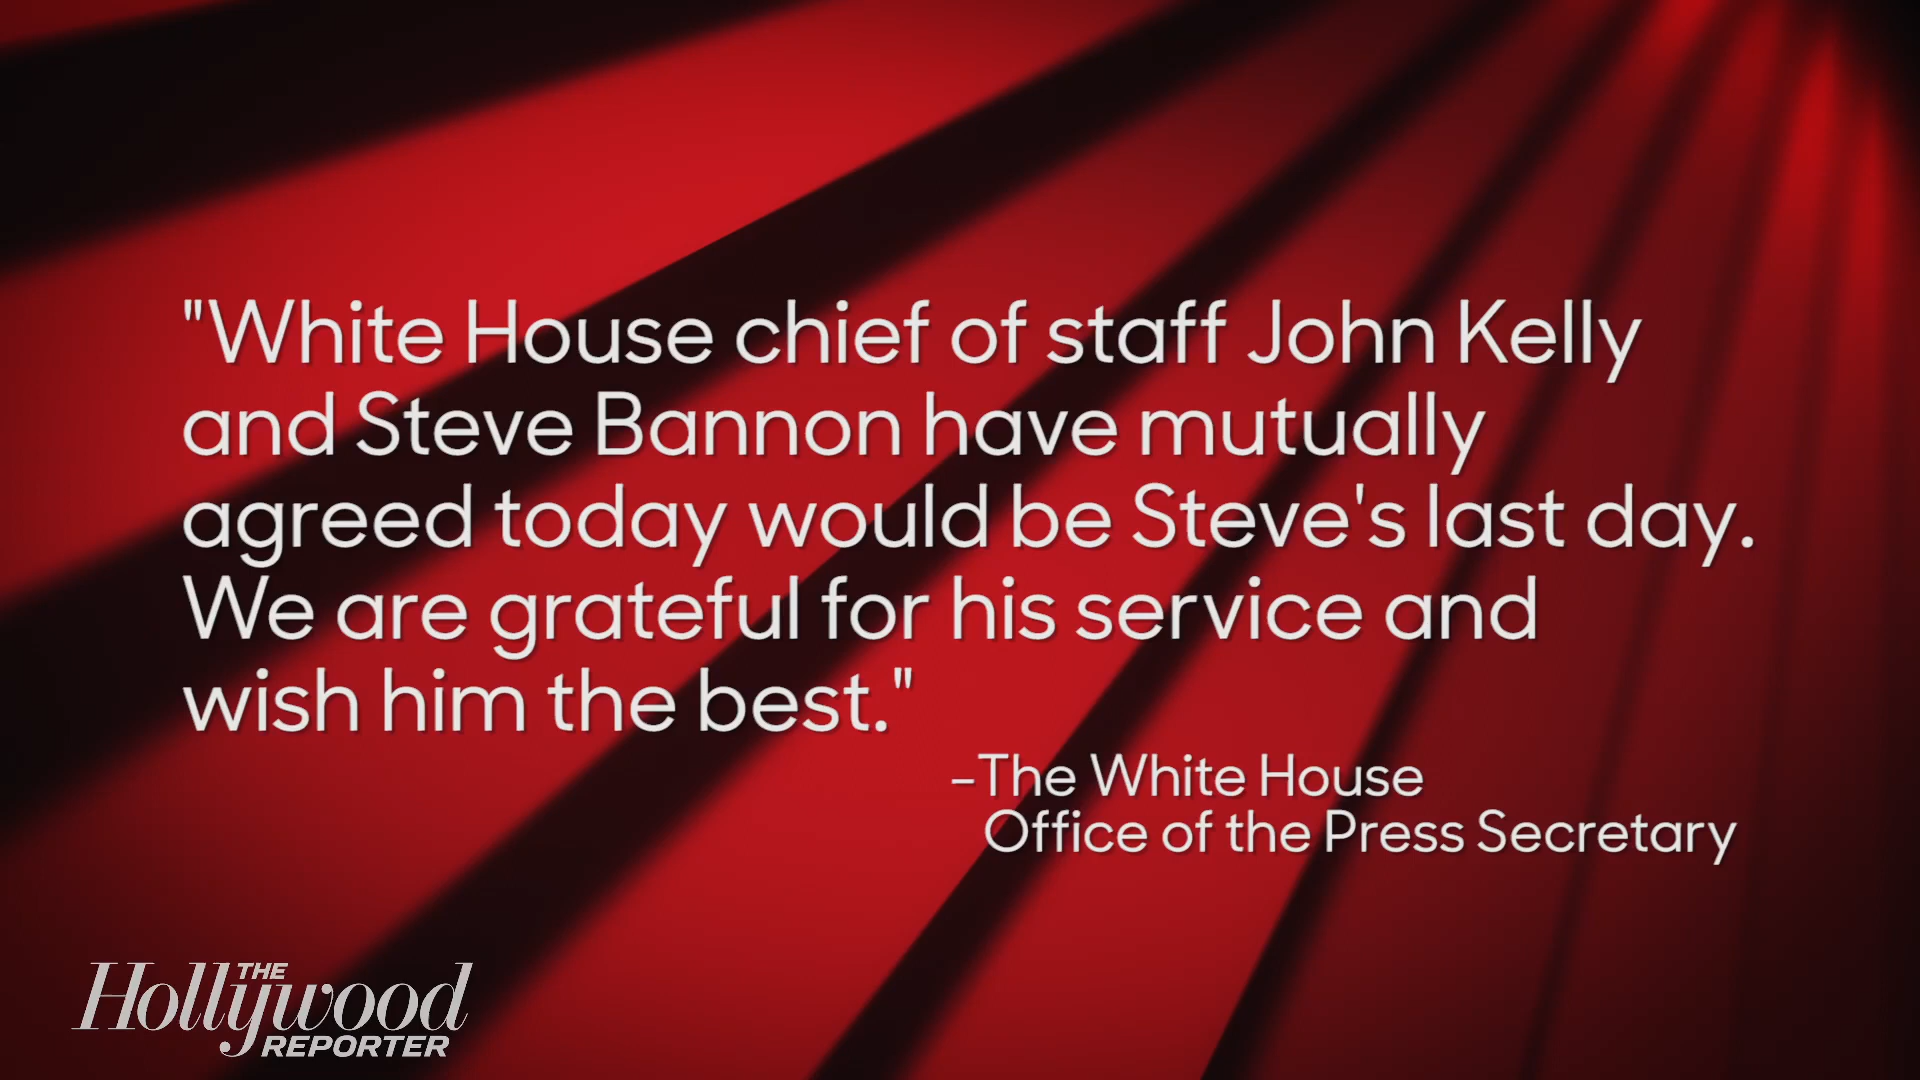 "White House chief of staff John Kelly
and Steve Bannon have mutually
agreed today would be Steve's last day.
We are grateful for his service and
wish him the best."
–The White House
Office of the Press Secretary
THE
Hollywood
REPORTER